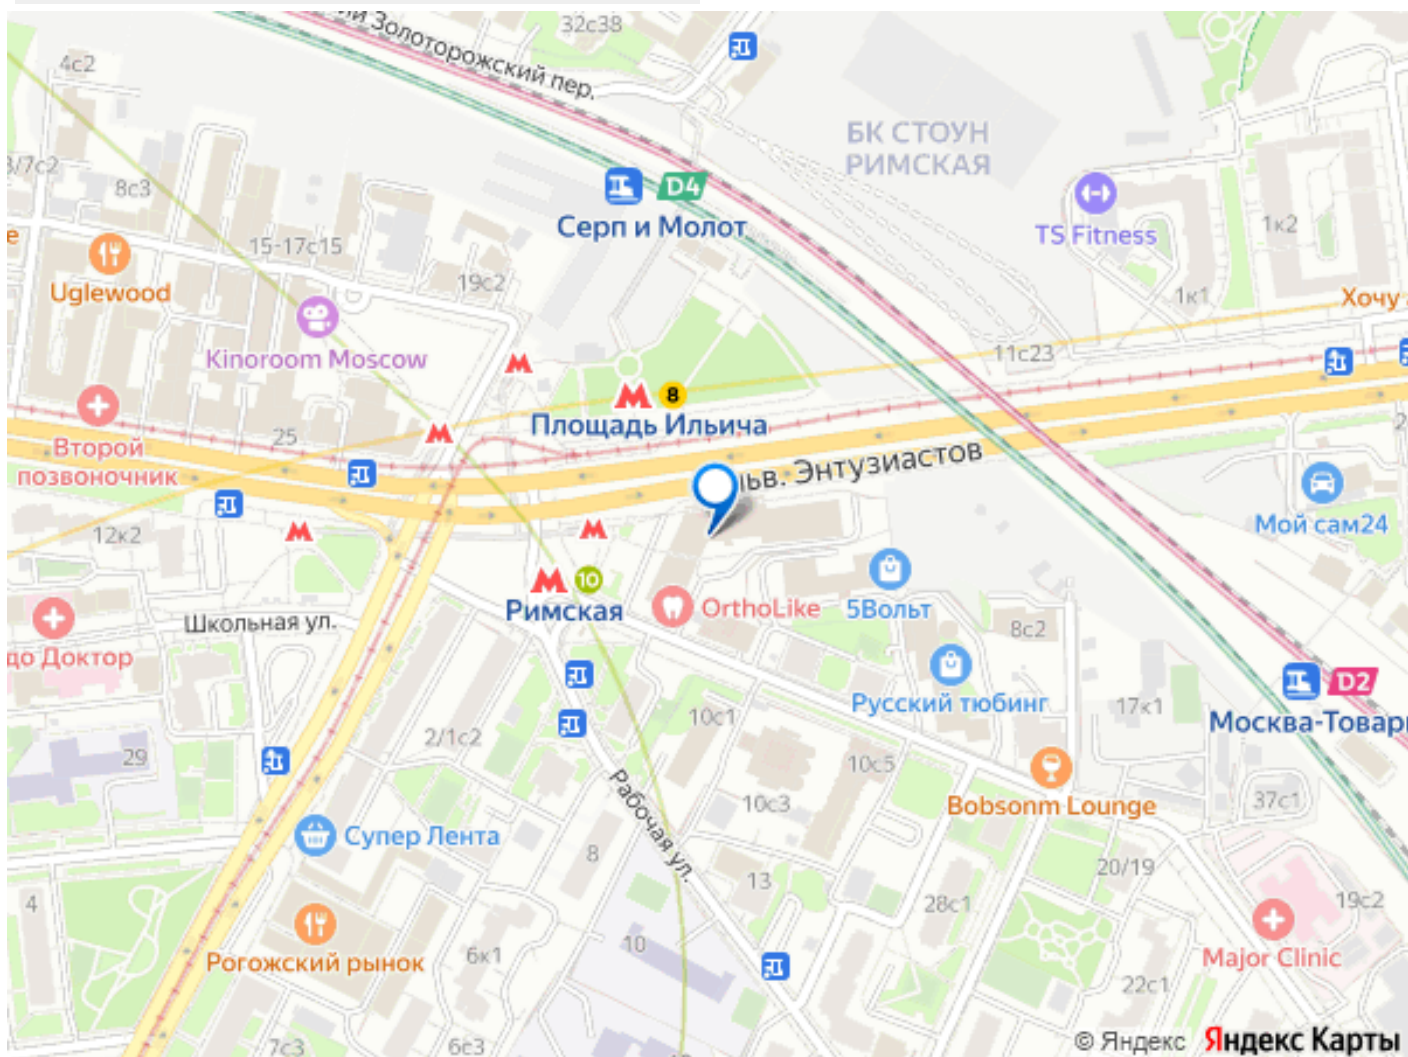 32с38
Золоторожский пер.
4с2
БК СТОУН
РИМСКАЯ
3/7с2
8с3
D4
Серп и Молот
TS Fitness
1к2
15-17с15
19с2
Uglewood
1к1
Хочу
Kinoroom Moscow
11с23
8
Площадь Ильича
25
Второй
позвоночник
ьв. Энтузиастов
12к2
Мой сам24
10
Римская
OrthoLike
5Вольт
Школьная ул.
8с2
до Доктор
D2
Русский тюбинг
17к1
Москва-Товар
10с1
2/1с2
29
10с5
10с3
Bobsonm Lounge
37с1
Рабочая ул.
Супер Лента
8
20/19
13
4
28с1
19с2
Рогожский рынок
6к1
10
Major Clinic
22с1
7с3
6с3
© Яндекс Яндекс Карты